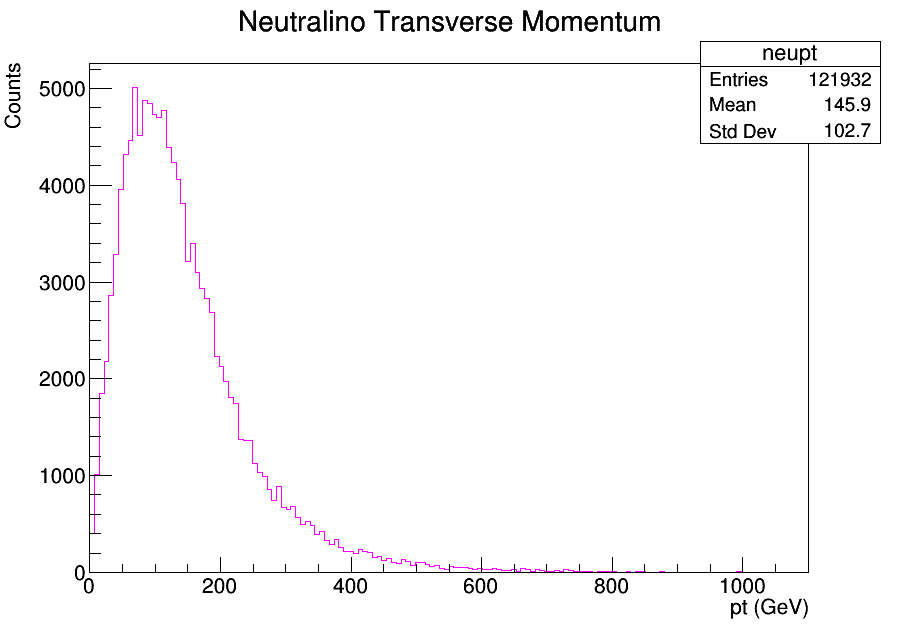 Neutralino Transverse Momentum
neupt
Entries 121932
Mean 145.9
Std Dev 102.7
Counts
5000
4000
3000
2000
1000
0
0 200 400 600 800 1000
pt (GeV)